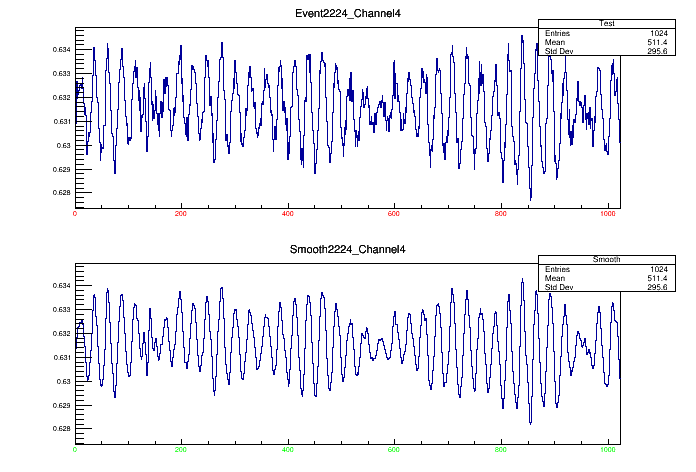 Event2224_Channel4
Test
Entries 1024
Mean 511.4
Std Dev 295.6
0.634
0.633
0.632
0.631
0.63
0.629
0.628
0 200 400 600 800 1000
Smooth2224_Channel4
Smooth
Entries 1024
Mean 511.4
Std Dev 295.6
0.634
0.633
0.632
0.631
0.63
0.629
0.628
0 200 400 600 800 1000